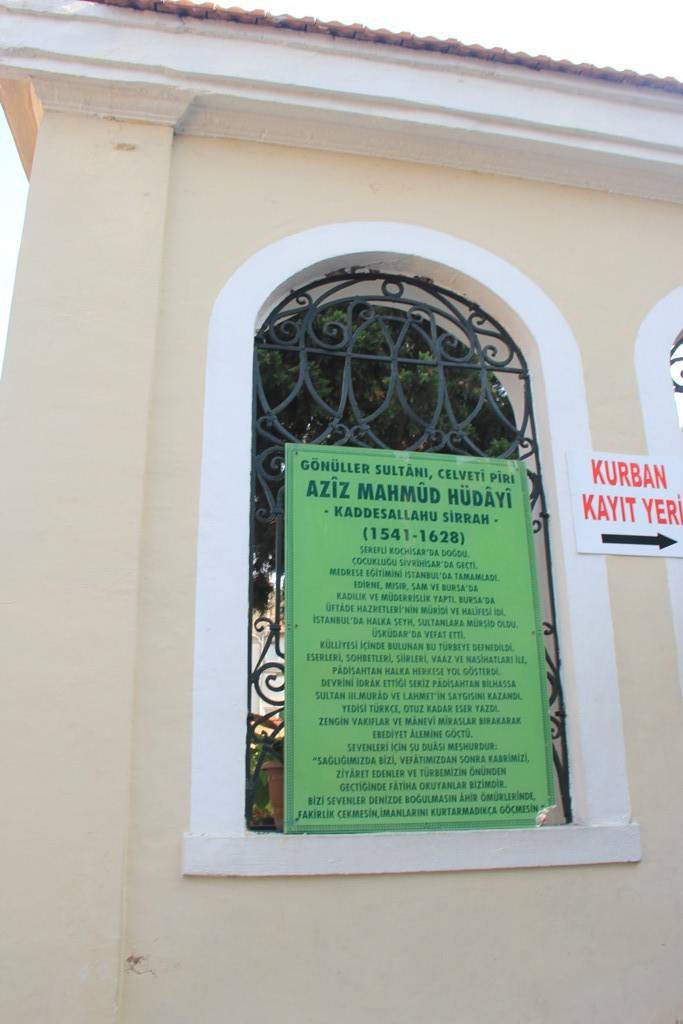 GÖNÜLLER SULTÂNI, CELVETÎ PÎRİ
AZÎZ MAHMÛD HÜDÂYÎ
- KADDESALLAHU SİRRAH -
(1541-1628)
ŞEREFLİ KOÇHİSAR'DA DOĞDU.
ÇOCUKLUĞU SİVRİHİSAR'DA GEÇTİ.
MEDRESE EĞİTİMİNİ İSTANBUL'DA TAMAMLADI.
EDİRNE, MISIR, ŞAM VE BURSA'DA
KADILIK VE MÜDERRİSLİK YAPTI. BURSA'DA
ÜFTÂDE HAZRETLERİ'NİN MÜRİDİ VE HALİFESİ İDİ.
İSTANBUL'DA HALKA ŞEYH, SULTANLARA MÜRŞİD OLDU.
ÜSKÜDAR'DA VEFAT ETTİ.
KÜLLİYESİ İÇİNDE BULUNAN BU TÜRBEYE DEFNEDİLDİ.
ESERLERİ, SOHBETLERİ, ŞİİRLERİ, VAAZ VE NASİHATLARI İLE,
PÂDİŞAHTAN HALKA HERKESE YOL GÖSTERDİ.
DEVRİNİ İDRÂK ETTİĞİ SEKİZ PÂDİŞAHTAN BİLHASSA
SULTAN III.MURÂD VE I.AHMET'İN SAYGISINI KAZANDI.
YEDİSİ TÜRKÇE, OTUZ KADAR ESER YAZDI.
ZENGİN VAKIFLAR VE MÂNEVÎ MİRASLAR BIRAKARAK
EBEDİYET ÂLEMİNE GÖÇTÜ.
SEVENLERİ İÇİN ŞU DUÂSI MEŞHURDUR:
"SAĞLIĞIMIZDA BİZİ, VEFÂTIMIZDAN SONRA KABRİMİZİ,
ZİYÂRET EDENLER VE TÜRBEMİZİN ÖNÜNDEN
GEÇTİĞİNDE FÂTİHA OKUYANLAR BİZİMDİR.
BİZİ SEVENLER DENİZDE BOĞULMASIN ÂHİR ÖMÜRLERİNDE,
FAKİRLİK ÇEKMESİN,İMANLARINI KURTARMADIKÇA GÖÇMESİN
KURBAN
KAYIT YERİ